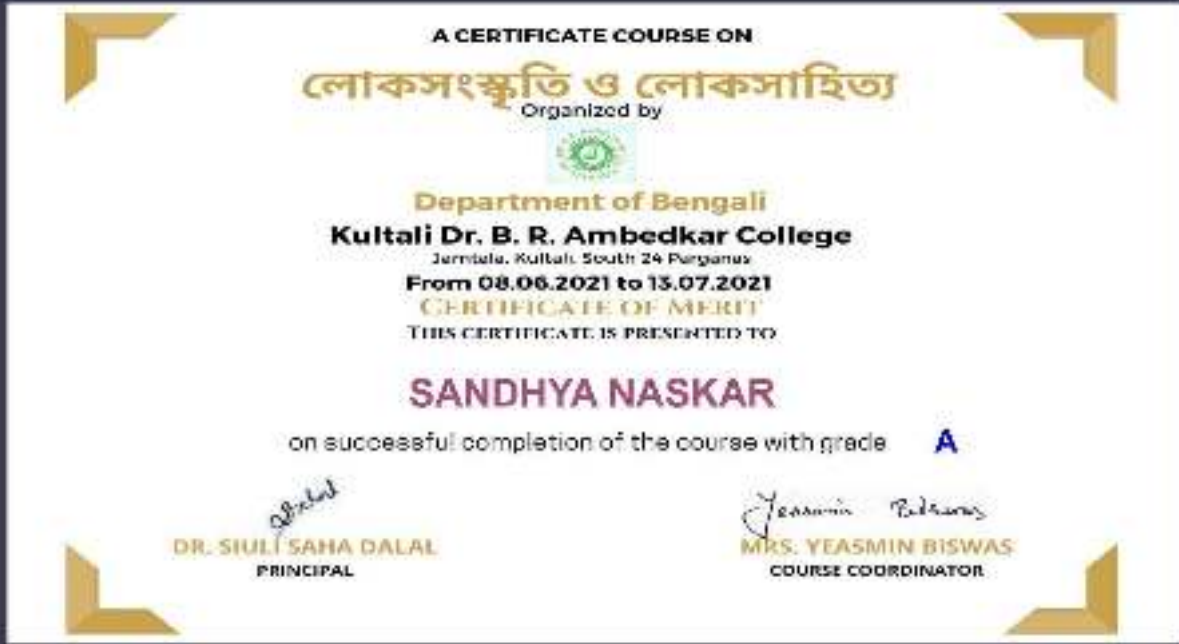 A CERTIFICATE COURSE ON
লোকসংস্কৃতি ও লোকসাহিত্য
Organized by
Department of Bengali
Kultali Dr. B. R. Ambedkar College
Jamtala, Kultali, South 24 Parganas
From 08.06.2021 to 13.07.2021
CERTIFICATE OF MERIT
THIS CERTIFICATE IS PRESENTED TO
SANDHYA NASKAR
on successful completion of the course with grade A
Yeasmin Biswas
DR. SIULI SAHA DALAL
MRS. YEASMIN BISWAS
PRINCIPAL
COURSE COORDINATOR